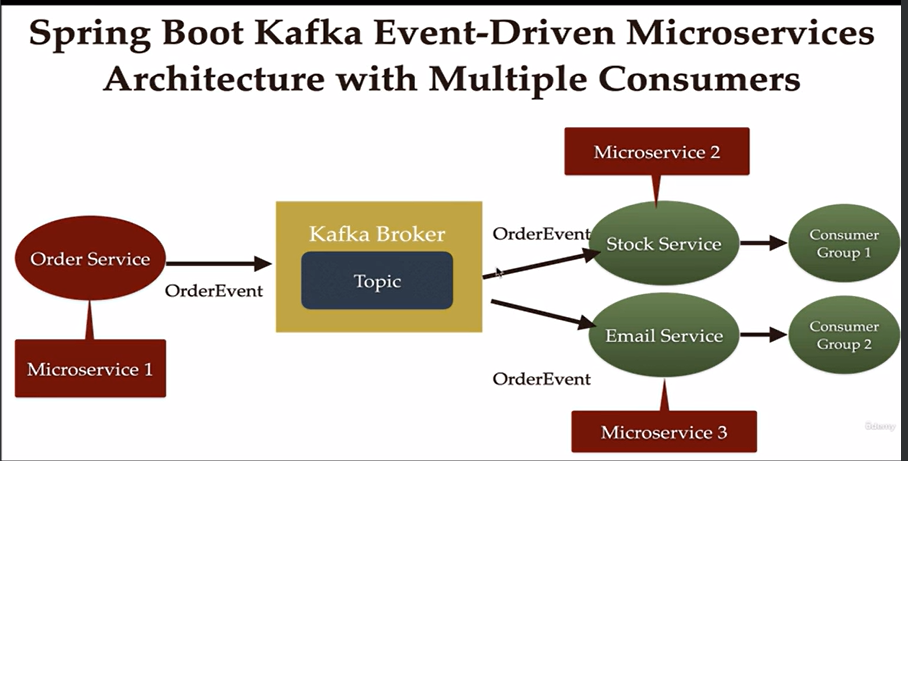 Spring Boot Kafka Event-Driven Microservices
Architecture with Multiple Consumers
Microservice 2
Order Service
OrderEvent
Microservice 1
Kafka Broker
Topic
OrderEvent
Stock Service
Consumer
Group 1
OrderEvent
Email Service
Consumer
Group 2
Microservice 3
Udemy